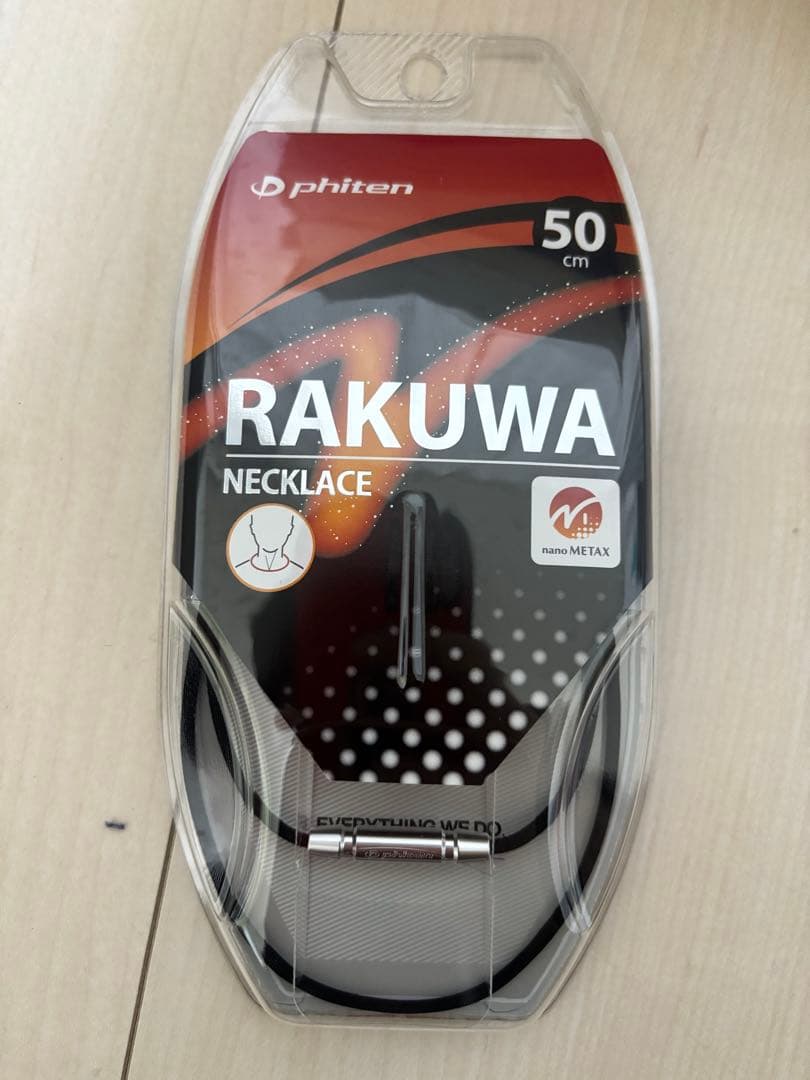 phiten
50
cm
RAKUWA
NECKLACE
nano METAX
EVERYTHING WE DO.